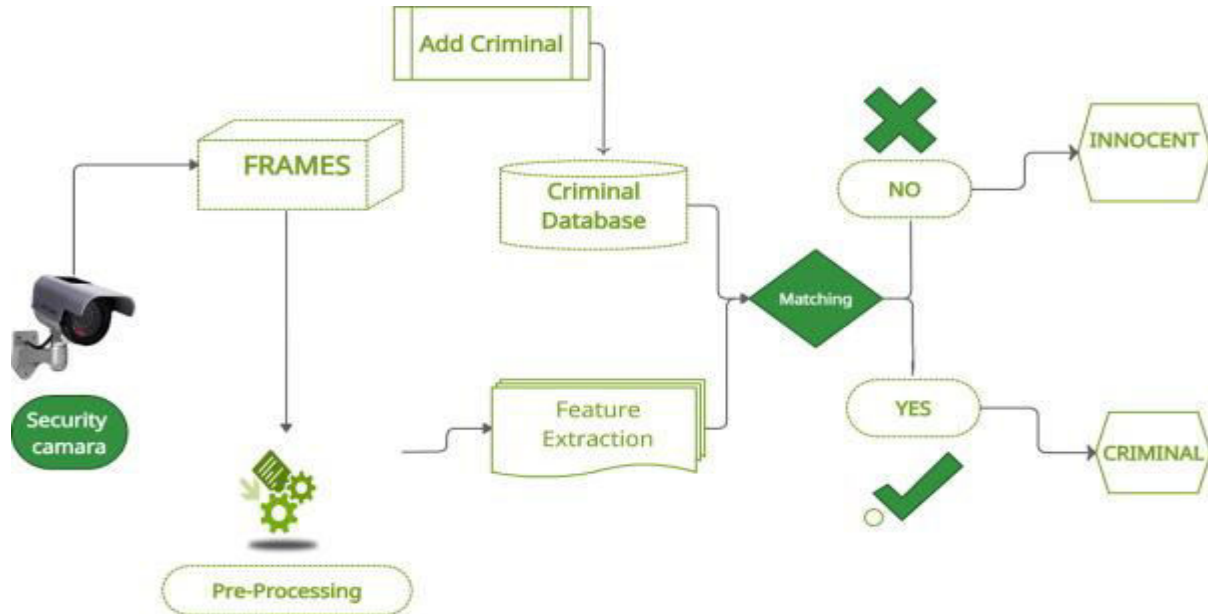 Add Criminal
FRAMES
Criminal
Database
NO
INNOCENT
Matching
Security
camara
Feature
Extraction
YES
CRIMINAL
Pre-Processing